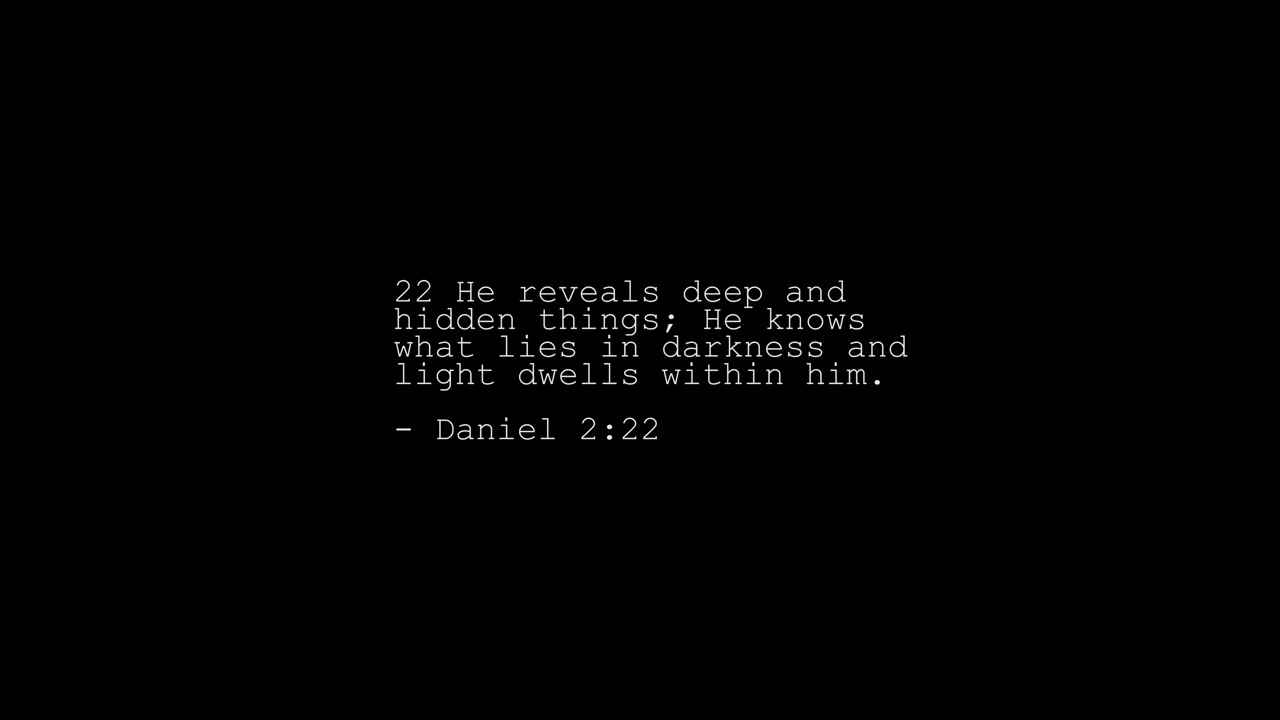 22 He reveals deep and
hidden things; He knows
what lies in darkness and
light dwells within him.
- Daniel 2:22